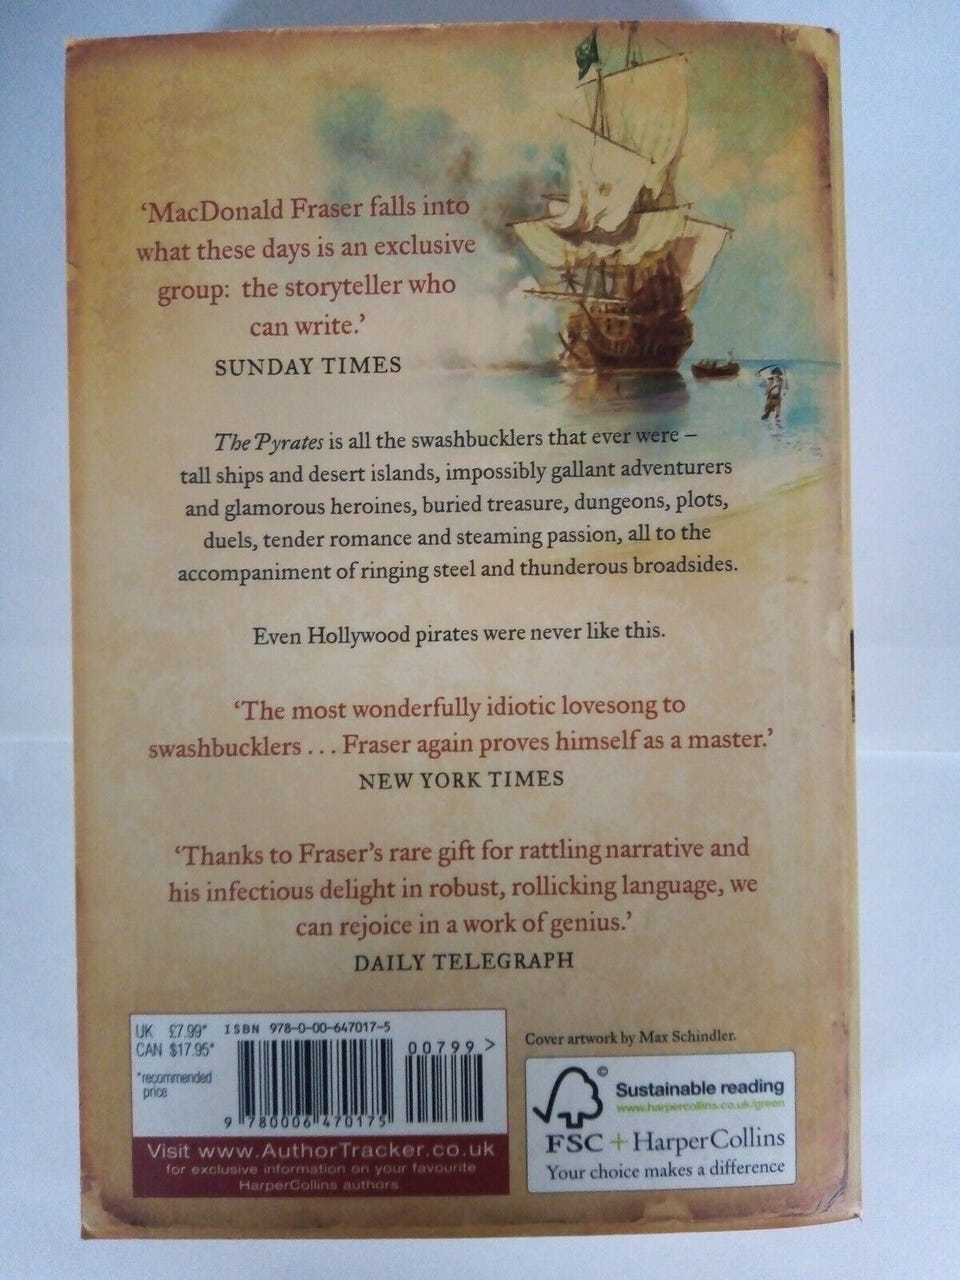 ‘MacDonald Fraser falls into
what these days is an exclusive
group: the storyteller who
can write.’
SUNDAY TIMES
The Pyrates is all the swashbucklers that ever were –
tall ships and desert islands, impossibly gallant adventurers
and glamorous heroines, buried treasure, dungeons, plots,
duels, tender romance and steaming passion, all to the
accompaniment of ringing steel and thunderous broadsides.
Even Hollywood pirates were never like this.
‘The most wonderfully idiotic lovesong to
swashbucklers . . . Fraser again proves himself as a master.’
NEW YORK TIMES
‘Thanks to Fraser’s rare gift for rattling narrative and
his infectious delight in robust, rollicking language, we
can rejoice in a work of genius.’
DAILY TELEGRAPH
UK £7.99*
CAN $17.95*
*recommended
price
ISBN 978-0-00-647017-5
00799 >
9 780006 470175
Visit www.AuthorTracker.co.uk
for exclusive information on your favourite
HarperCollins authors
Cover artwork by Max Schindler.
©
Sustainable reading
www.harpercollins.co.uk/green
FSC + HarperCollins
Your choice makes a difference